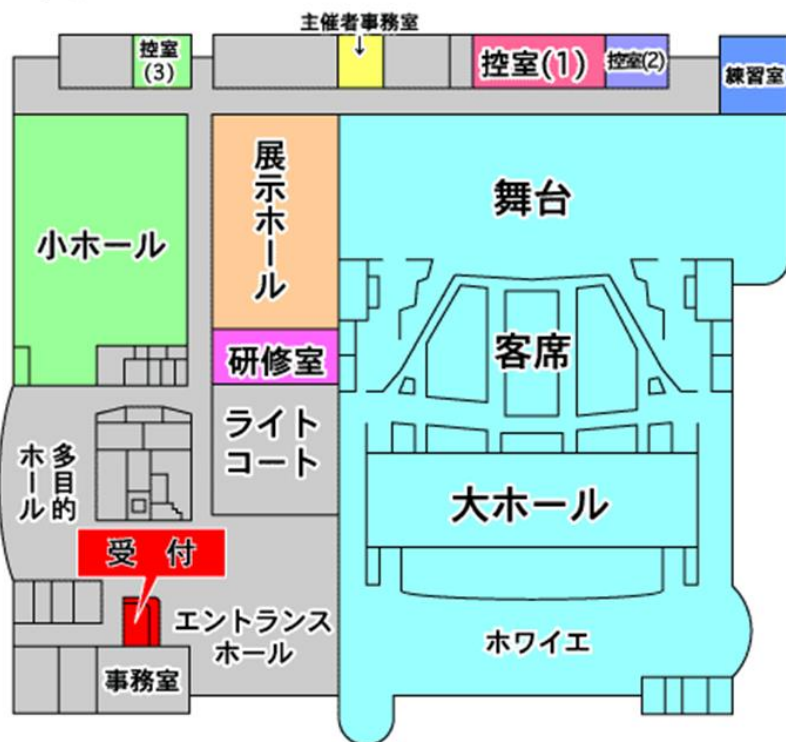 主催者事務室
↓
控室
(3)
控室(1)
控室(2)
練習室
展示ホール
舞台
小ホール
客席
研修室
ライト
コート
多目的
ホール
大ホール
受 付
エントランス
ホール
ホワイエ
事務室